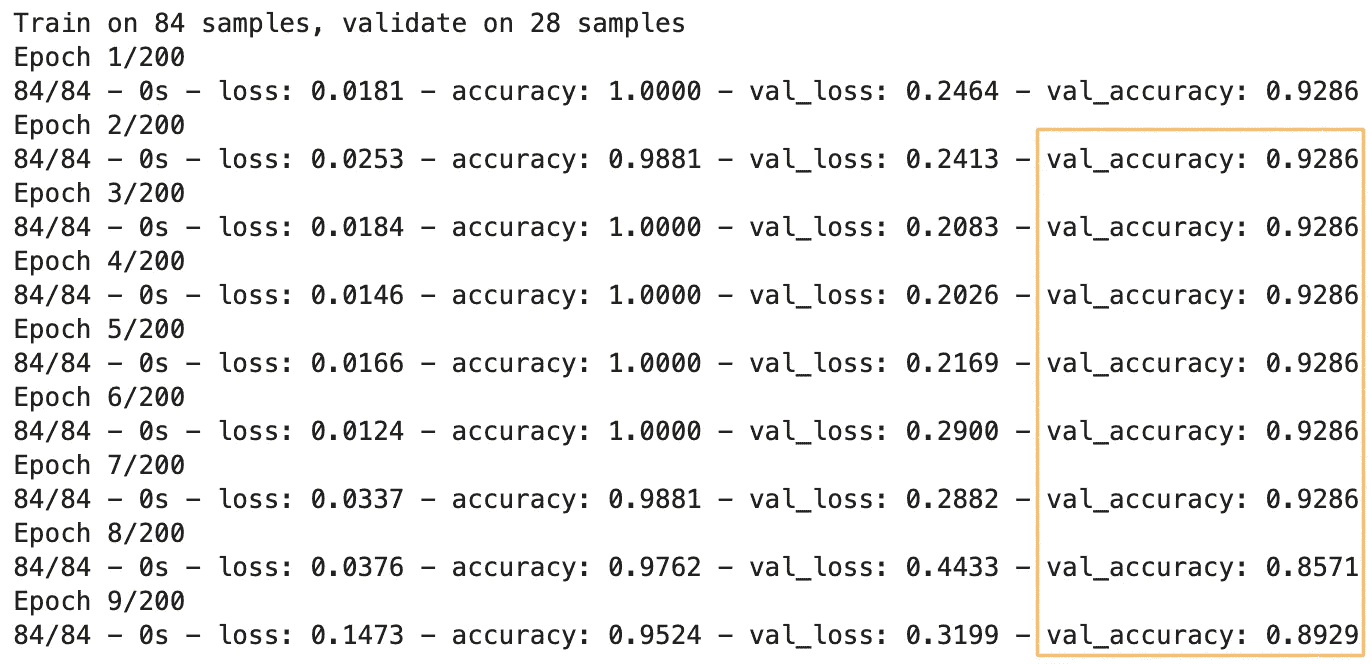 Train on 84 samples, validate on 28 samples
Epoch 1/200
84/84 - 0s - loss: 0.0181 - accuracy: 1.0000 - val_loss: 0.2464 - val_accuracy: 0.9286
Epoch 2/200
84/84 - 0s - loss: 0.0253 - accuracy: 0.9881 - val_loss: 0.2413 - val_accuracy: 0.9286
Epoch 3/200
84/84 - 0s - loss: 0.0184 - accuracy: 1.0000 - val_loss: 0.2083 - val_accuracy: 0.9286
Epoch 4/200
84/84 - 0s - loss: 0.0146 - accuracy: 1.0000 - val_loss: 0.2026 - val_accuracy: 0.9286
Epoch 5/200
84/84 - 0s - loss: 0.0166 - accuracy: 1.0000 - val_loss: 0.2169 - val_accuracy: 0.9286
Epoch 6/200
84/84 - 0s - loss: 0.0124 - accuracy: 1.0000 - val_loss: 0.2900 - val_accuracy: 0.9286
Epoch 7/200
84/84 - 0s - loss: 0.0337 - accuracy: 0.9881 - val_loss: 0.2882 - val_accuracy: 0.9286
Epoch 8/200
84/84 - 0s - loss: 0.0376 - accuracy: 0.9762 - val_loss: 0.4433 - val_accuracy: 0.8571
Epoch 9/200
84/84 - 0s - loss: 0.1473 - accuracy: 0.9524 - val_loss: 0.3199 - val_accuracy: 0.8929